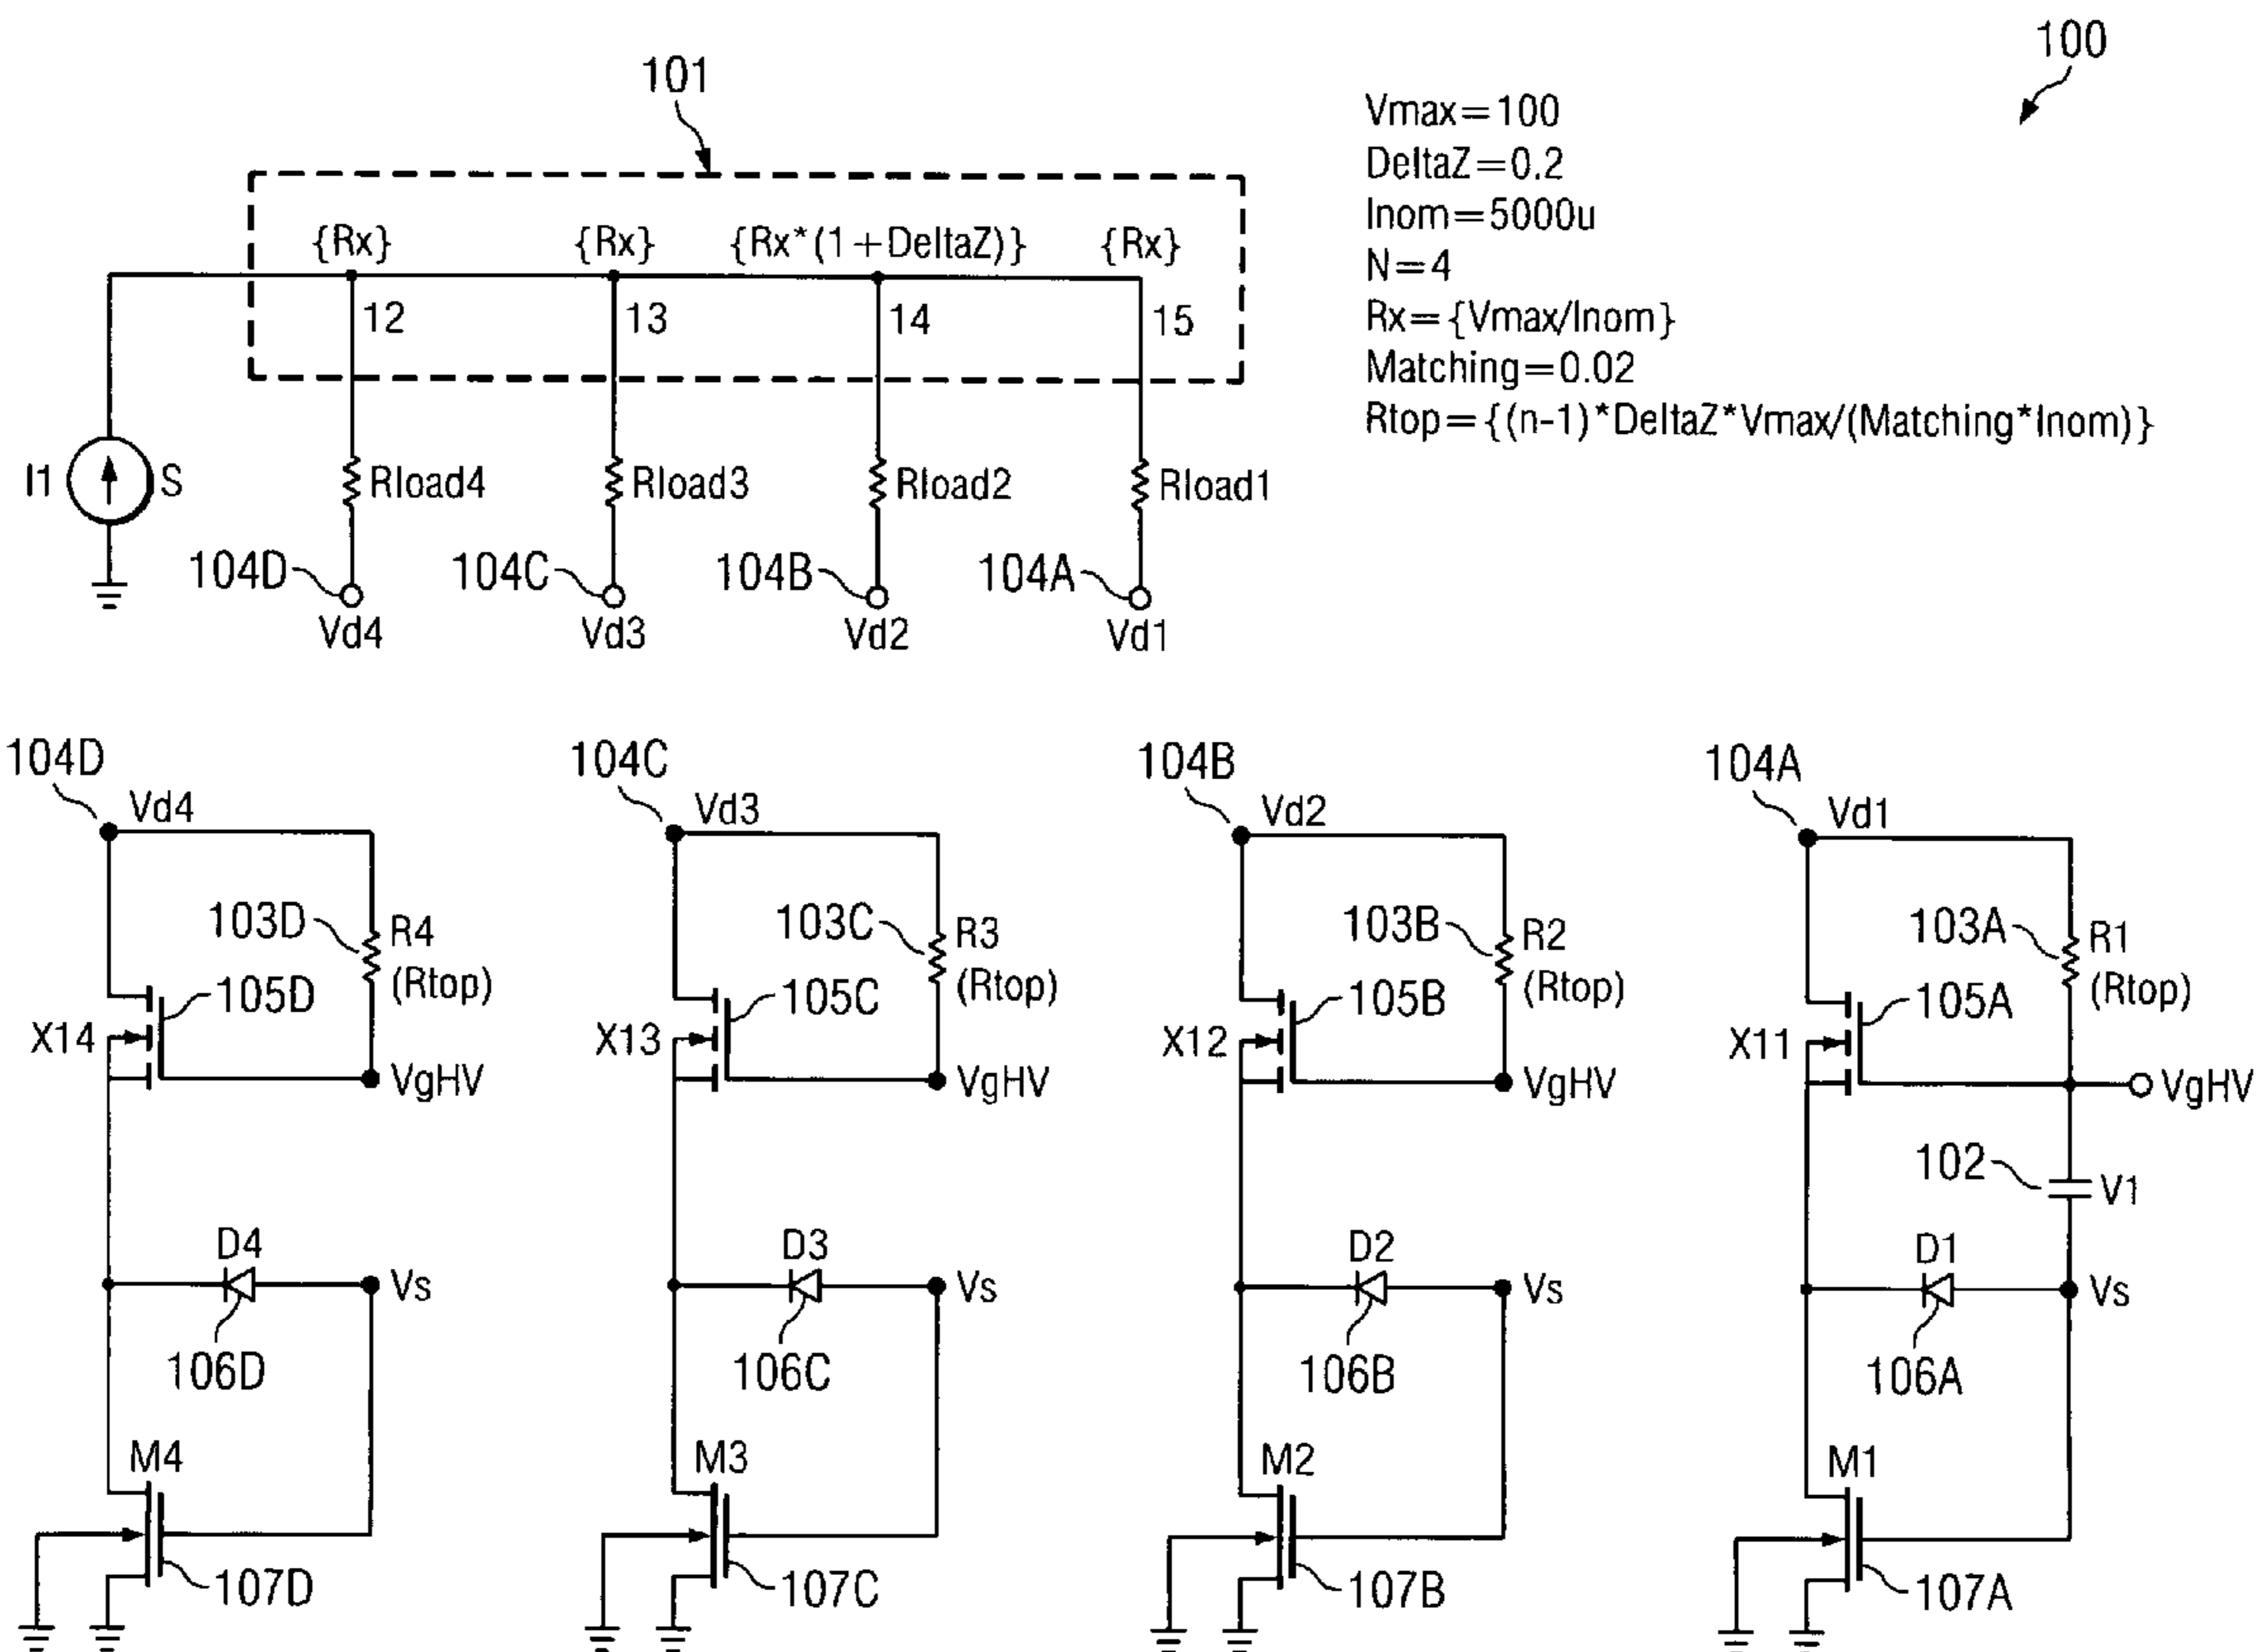 100
101
Vmax=100
DeltaZ=0.2
Inom=5000u
N=4
Rx={Vmax/Inom}
Matching=0.02
Rtop={(n-1)*DeltaZ*Vmax/(Matching*Inom)}
{Rx} {Rx} {Rx*(1+DeltaZ)} {Rx}
12 13 14 15
I1 S Rload4 Rload3 Rload2 Rload1
104D 104C 104B 104A
Vd4 Vd3 Vd2 Vd1
104D 104C 104B 104A
Vd4 Vd3 Vd2 Vd1
103D R4 103C R3 103B R2 103A R1
(Rtop) (Rtop) (Rtop) (Rtop)
105D 105C 105B 105A
X14 X13 X12 X11
VgHV VgHV VgHV VgHV
102 V1
D4 D3 D2 D1
Vs Vs Vs Vs
106D 106C 106B 106A
M4 M3 M2 M1
107D 107C 107B 107A